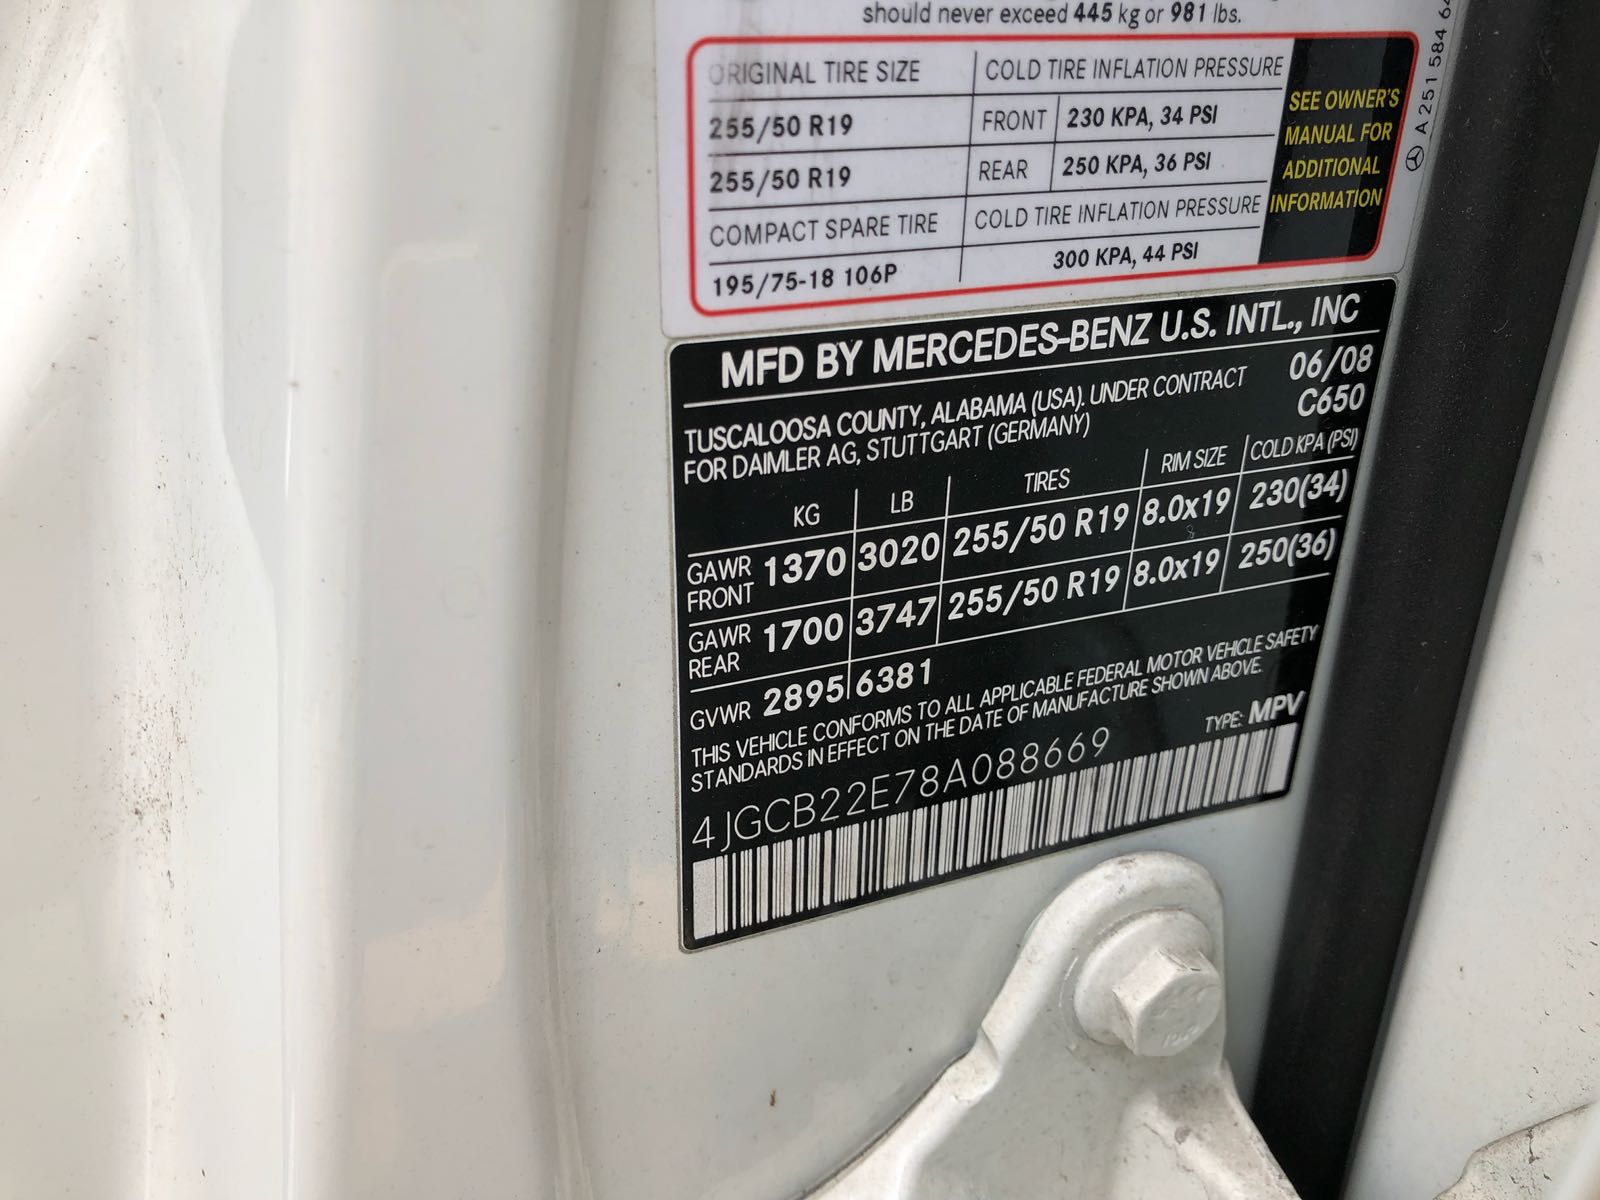 should never exceed 445 kg or 981 lbs.
ORIGINAL TIRE SIZE COLD TIRE INFLATION PRESSURE
255/50 R19 FRONT 230 KPA, 34 PSI
255/50 R19 REAR 250 KPA, 36 PSI
COMPACT SPARE TIRE COLD TIRE INFLATION PRESSURE
195/75-18 106P 300 KPA, 44 PSI
SEE OWNER'S
MANUAL FOR
ADDITIONAL
INFORMATION
A 251 584 64
MFD BY MERCEDES-BENZ U.S. INTL., INC
TUSCALOOSA COUNTY, ALABAMA (USA). UNDER CONTRACT 06/08
FOR DAIMLER AG, STUTTGART (GERMANY) C650
KG LB TIRES RIM SIZE COLD KPA (PSI)
GAWR FRONT 1370 3020 255/50 R19 8.0x19 230(34)
GAWR REAR 1700 3747 255/50 R19 8.0x19 250(36)
GVWR 2895 6381
THIS VEHICLE CONFORMS TO ALL APPLICABLE FEDERAL MOTOR VEHICLE SAFETY
STANDARDS IN EFFECT ON THE DATE OF MANUFACTURE SHOWN ABOVE.
4JGCB22E78A088669 TYPE: MPV